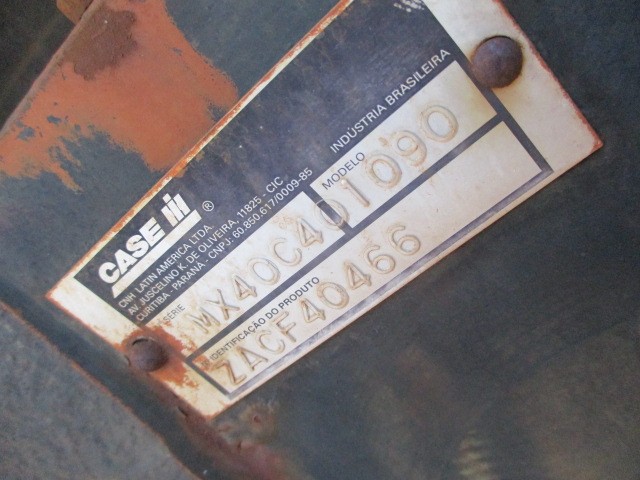 CASE III ®
CNH LATIN AMERICA LTDA.
AV. JUSCELINO K. DE OLIVEIRA, 11825 - CIC
CURITIBA - PARANÁ - CNPJ: 60.850.617/0009-85
INDÚSTRIA BRASILEIRA
SÉRIE
MODELO
MX40C401090
IDENTIFICAÇÃO DO PRODUTO
ZACF40466